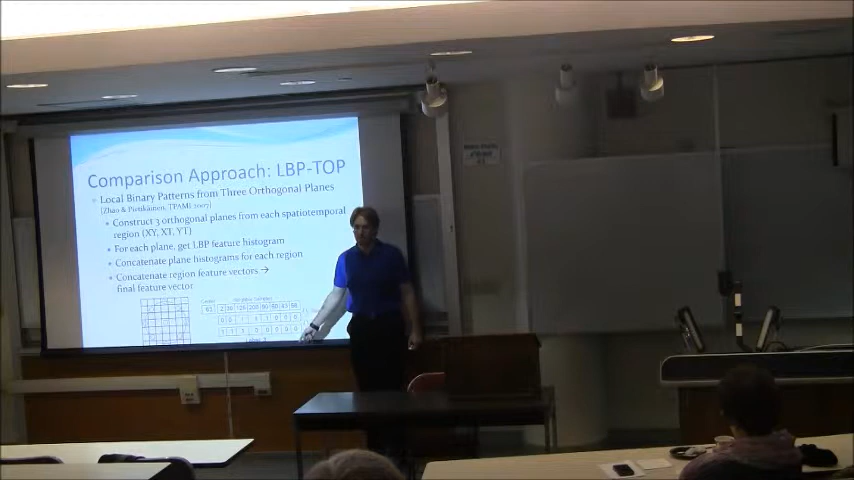 Comparison Approach: LBP-TOP
Local Binary Patterns from Three Orthogonal Planes
[Zhao & Pietikäinen, TPAMI 2007]
Construct 3 orthogonal planes from each spatiotemporal
region (XY, XT, YT)
For each plane, get LBP feature histogram
Concatenate plane histograms for each region
Concatenate region feature vectors →
final feature vector